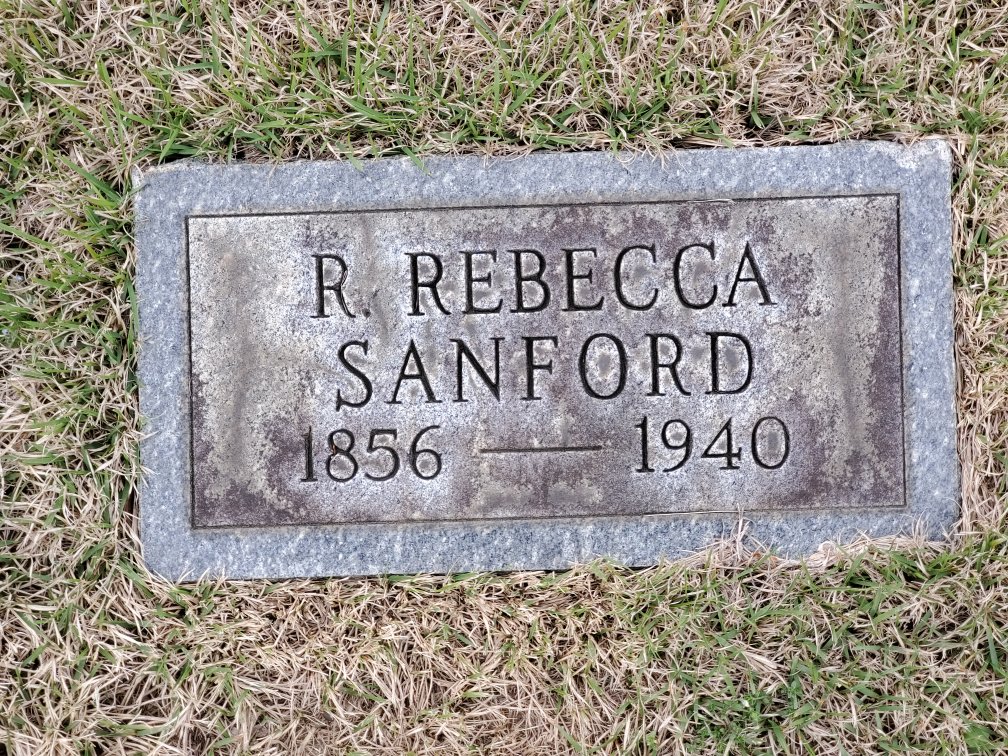 R. REBECCA
SANFORD
1856 — 1940